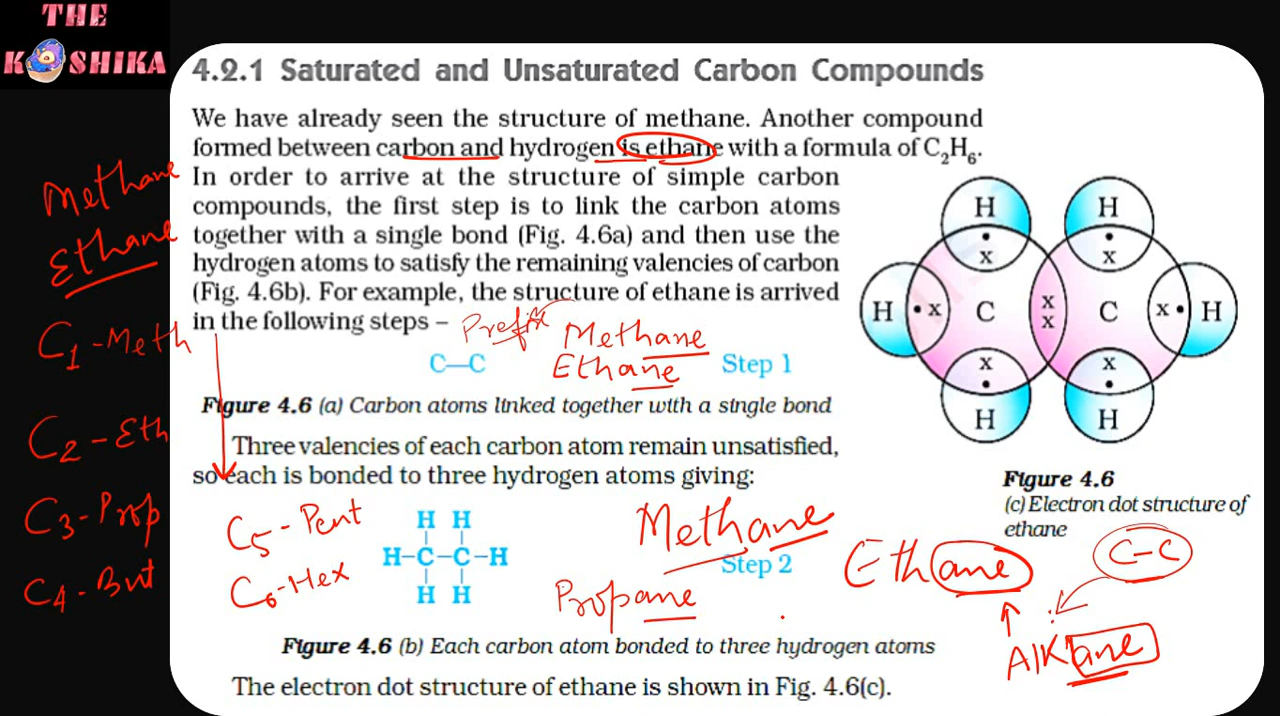 THE
KOSHIKA
4.2.1 Saturated and Unsaturated Carbon Compounds
We have already seen the structure of methane. Another compound
formed between carbon and hydrogen is ethane with a formula of C₂H₆.
In order to arrive at the structure of simple carbon
compounds, the first step is to link the carbon atoms
together with a single bond (Fig. 4.6a) and then use the
hydrogen atoms to satisfy the remaining valencies of carbon
(Fig. 4.6b). For example, the structure of ethane is arrived
in the following steps –
Prefix
Methane
Ethane
C—C
Step 1
Figure 4.6 (a) Carbon atoms linked together with a single bond
Three valencies of each carbon atom remain unsatisfied,
so each is bonded to three hydrogen atoms giving:
H H
H–C–C–H
H H
Step 2
Figure 4.6 (b) Each carbon atom bonded to three hydrogen atoms
The electron dot structure of ethane is shown in Fig. 4.6(c).
H H
• •
x x
H • x C x C x • H
x
x x
• •
H H
Figure 4.6
(c) Electron dot structure of
ethane
Methane
Ethane
C₁-Meth
C₂-Eth
C₃-Prop
C₄-But
C₅-Pent
C₆-Hex
Methane
Propane
Ethane
C-C
AlKane